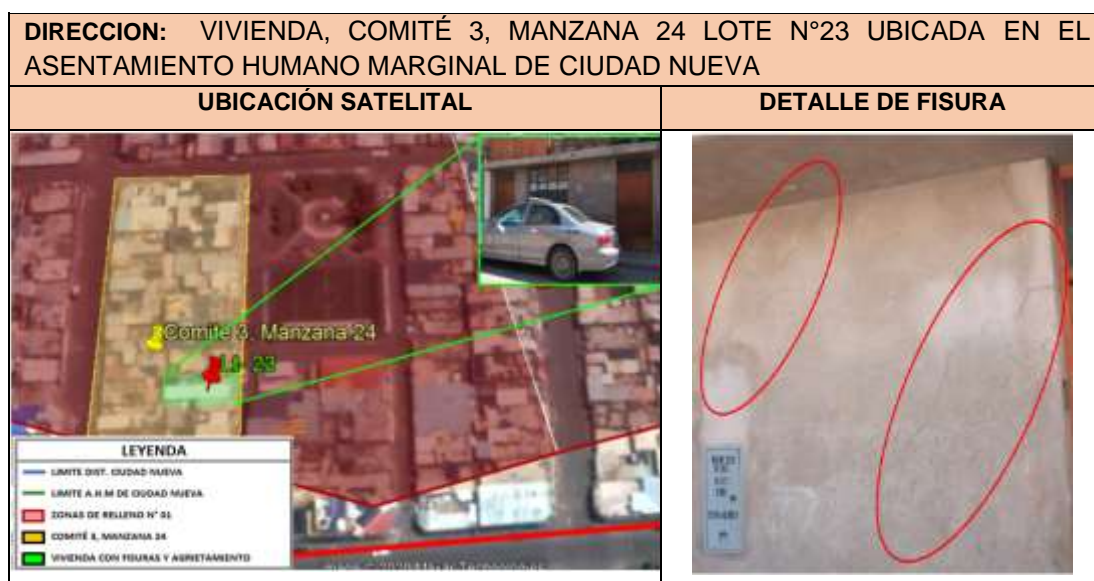 DIRECCION: VIVIENDA, COMITÉ 3, MANZANA 24 LOTE N°23 UBICADA EN EL
ASENTAMIENTO HUMANO MARGINAL DE CIUDAD NUEVA
UBICACIÓN SATELITAL
DETALLE DE FISURA
Comité 3, Manzana 24
Lt- 23
LEYENDA
LIMITE DIST. CIUDAD NUEVA
LIMITE A.H.M DE CIUDAD NUEVA
ZONAS DE RELLENO N° 01
COMITÉ 3, MANZANA 24
VIVIENDA CON FISURAS Y AGRIETAMIENTO